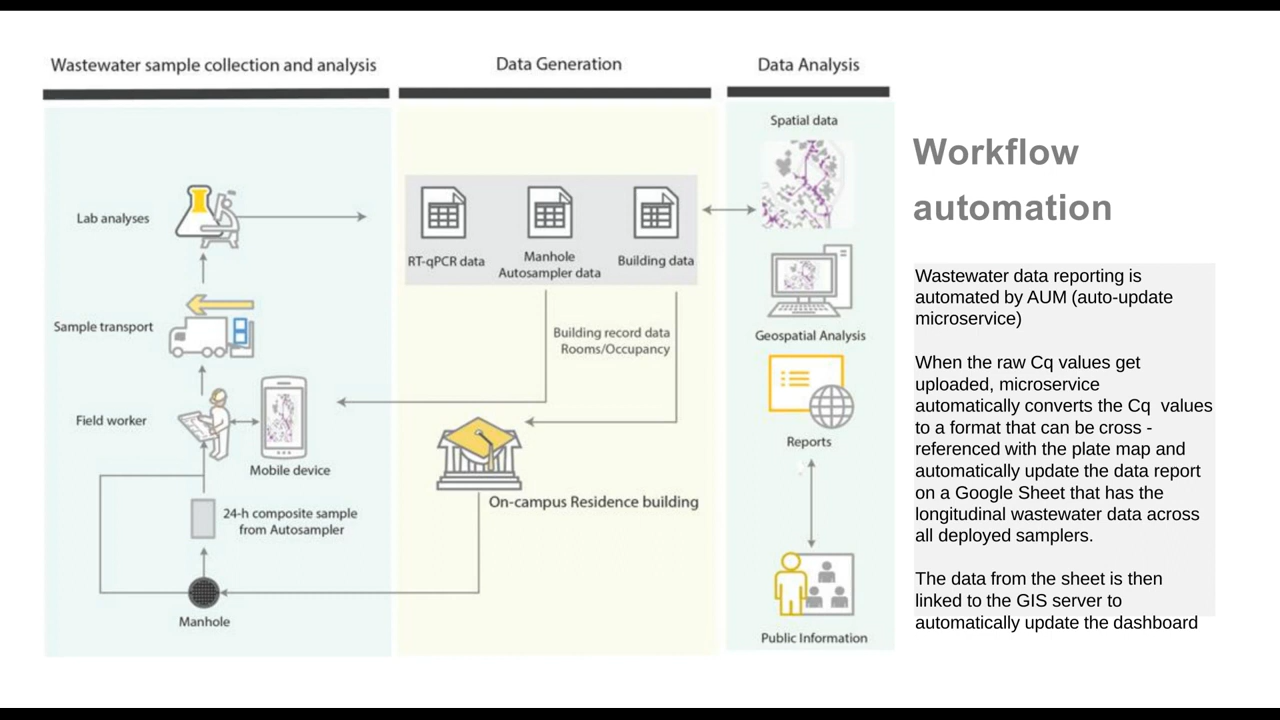 Wastewater sample collection and analysis
Data Generation
Data Analysis
Lab analyses
Sample transport
Field worker
Mobile device
24-h composite sample
from Autosampler
Manhole
RT-qPCR data
Manhole
Autosampler data
Building data
Building record data
Rooms/Occupancy
On-campus Residence building
Spatial data
Geospatial Analysis
Reports
Public Information
Workflow
automation
Wastewater data reporting is
automated by AUM (auto-update
microservice)
When the raw Cq values get
uploaded, microservice
automatically converts the Cq  values
to a format that can be cross -
referenced with the plate map and
automatically update the data report
on a Google Sheet that has the
longitudinal wastewater data across
all deployed samplers.
The data from the sheet is then
linked to the GIS server to
automatically update the dashboard